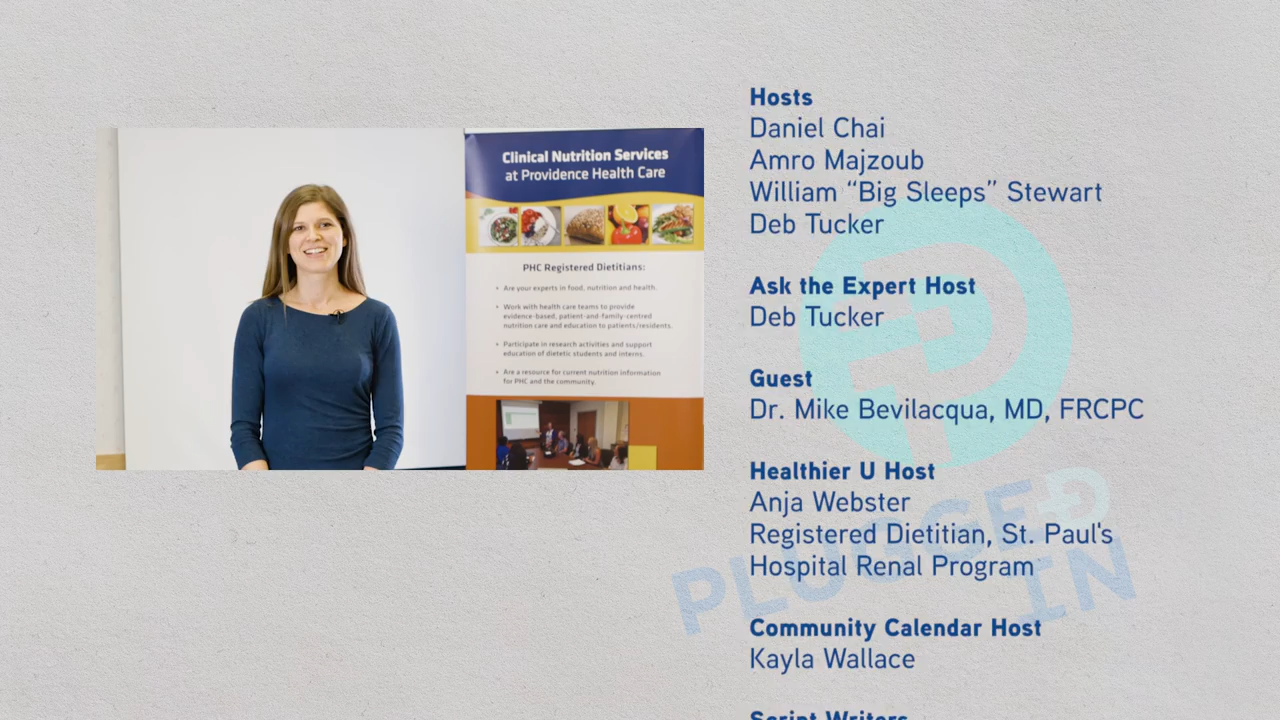 Clinical Nutrition Services
at Providence Health Care
PHC Registered Dietitians:
• Are your experts in food, nutrition and health.
• Work with health care teams to provide
evidence-based, patient-and-family-centred
nutrition care and education to patients/residents.
• Participate in research activities and support
education of dietetic students and interns.
• Are a resource for current nutrition information
for PHC and the community.
Hosts
Daniel Chai
Amro Majzoub
William “Big Sleeps” Stewart
Deb Tucker
Ask the Expert Host
Deb Tucker
Guest
Dr. Mike Bevilacqua, MD, FRCPC
Healthier U Host
Anja Webster
Registered Dietitian, St. Paul's
Hospital Renal Program
Community Calendar Host
Kayla Wallace
Script Writers
PLUGGED
IN